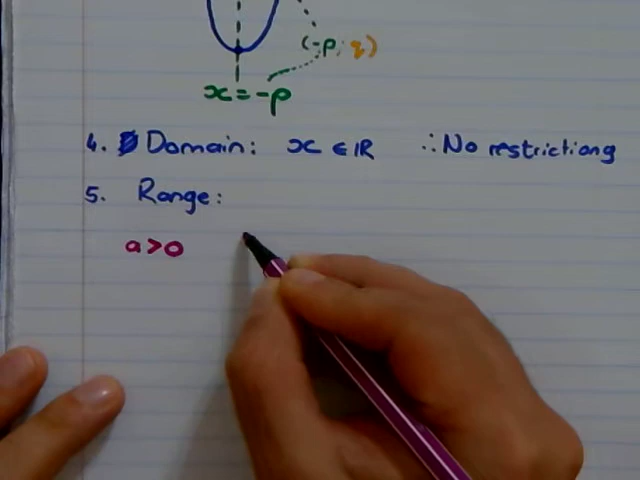 (-p; q)
x = -p
4. Domain: x ∈ ℝ ∴ No restrictions
5. Range:
a > 0